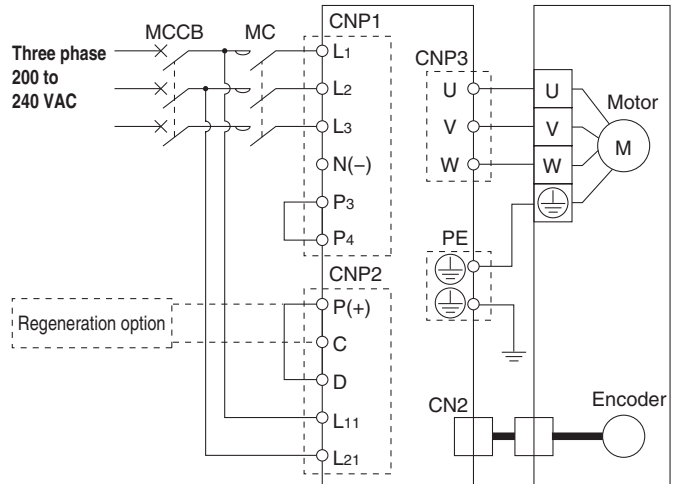 Three phase
200 to
240 VAC
MCCB
MC
CNP1
L1
L2
L3
N(−)
P3
P4
CNP2
P(+)
C
D
L11
L21
Regeneration option
CNP3
U
V
W
PE
CN2
U
V
W
Motor
M
Encoder